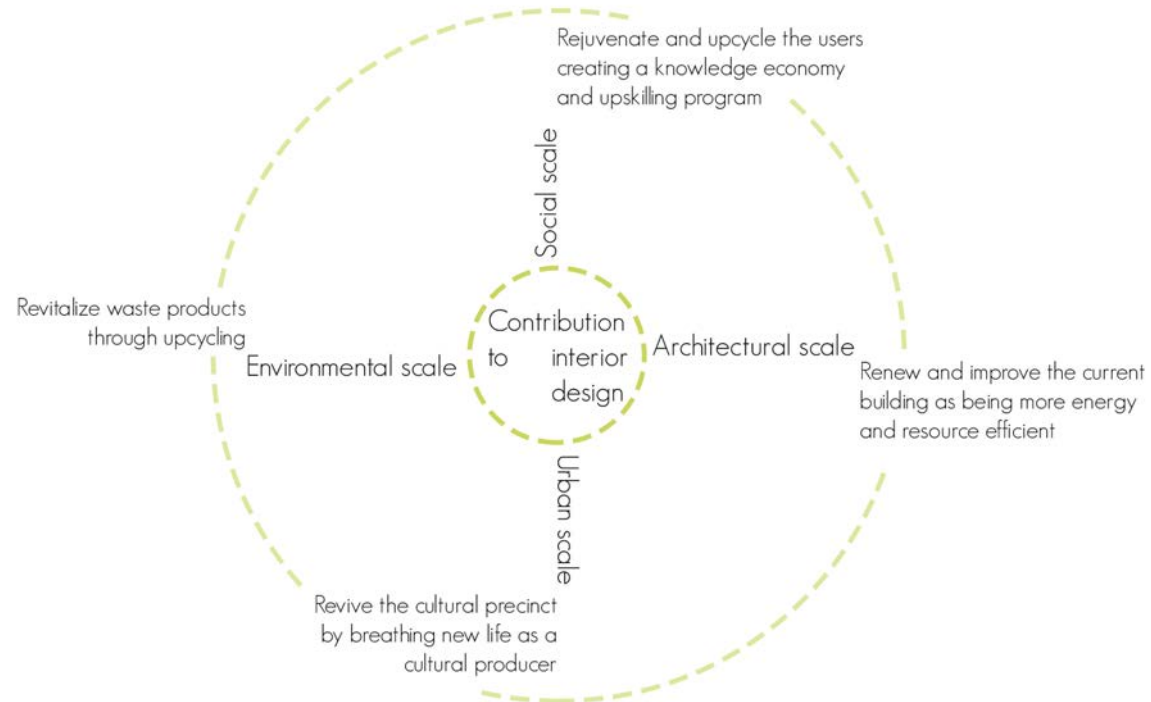 Rejuvenate and upcycle the users
creating a knowledge economy
and upskilling program
Social scale
Revitalize waste products
through upcycling
Environmental scale
Contribution
to interior
design
Architectural scale
Renew and improve the current
building as being more energy
and resource efficient
Urban scale
Revive the cultural precinct
by breathing new life as a
cultural producer